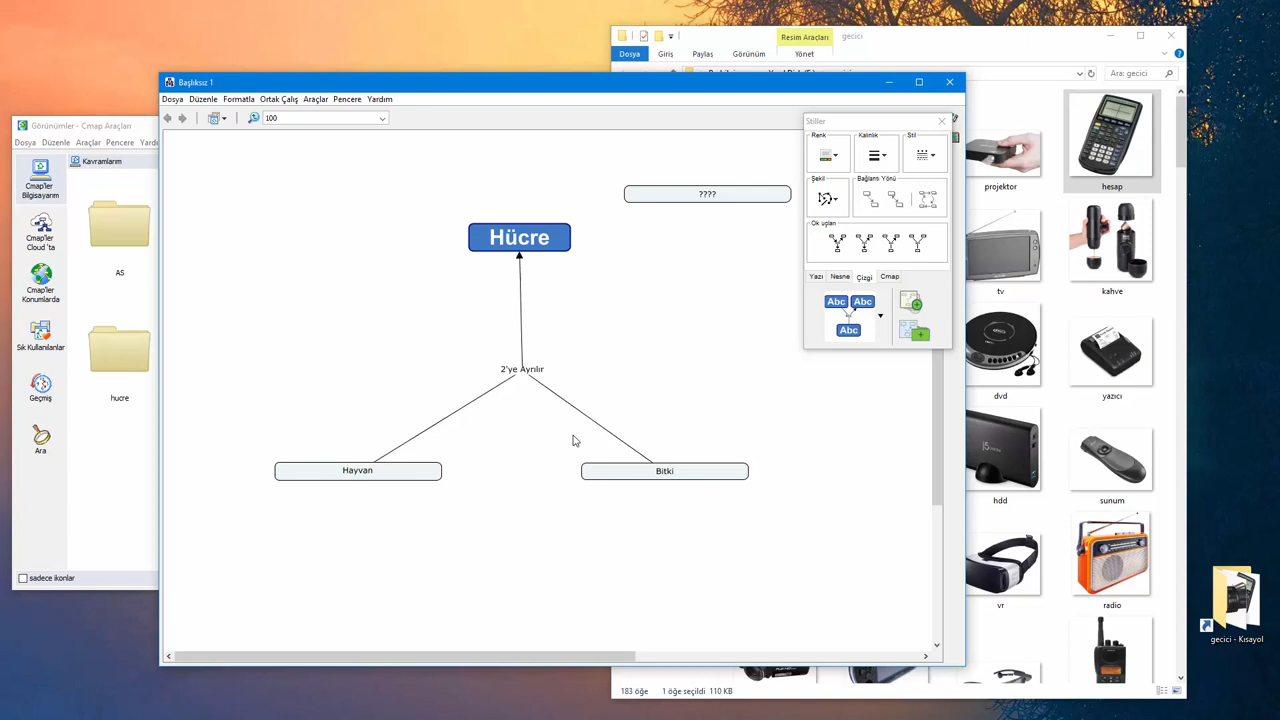 Resim Araçları
gecici
Dosya
Giriş
Paylaş
Görünüm
Yönet
Ara: gecici
Başlıksız 1
Dosya
Düzenle
Formatla
Ortak Çalış
Araçlar
Pencere
Yardım
100
Görünümler - Cmap Araçları
Dosya
Düzenle
Araçlar
Pencere
Kavramlarım
Cmap'ler
Bilgisayarım
Cmap'ler
Cloud 'ta
Cmap'ler
Konumlarda
Sık Kullanılanlar
Geçmiş
Ara
AS
hucre
sadece ikonlar
????
Hücre
2'ye Ayrılır
Hayvan
Bitki
Stiller
Renk
Kalınlık
Stil
Şekil
Bağlantı Yönü
Ok uçları
Yazı
Nesne
Çizgi
Cmap
Abc
Abc
Abc
projektor
hesap
tv
kahve
dvd
yazıcı
hdd
sunum
vr
radio
183 öğe
1 öğe seçildi
110 KB
gecici - Kısayol